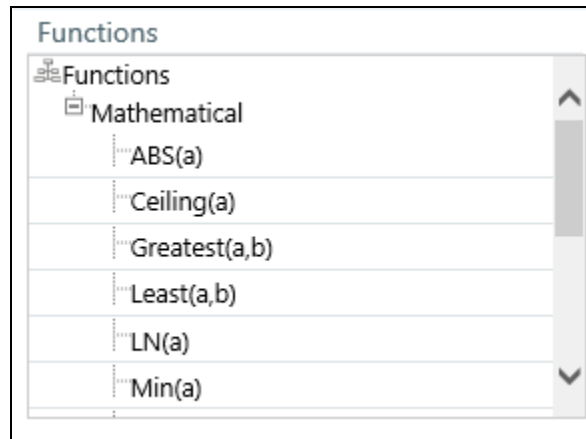 Functions
Functions
Mathematical
ABS(a)
Ceiling(a)
Greatest(a,b)
Least(a,b)
LN(a)
Min(a)